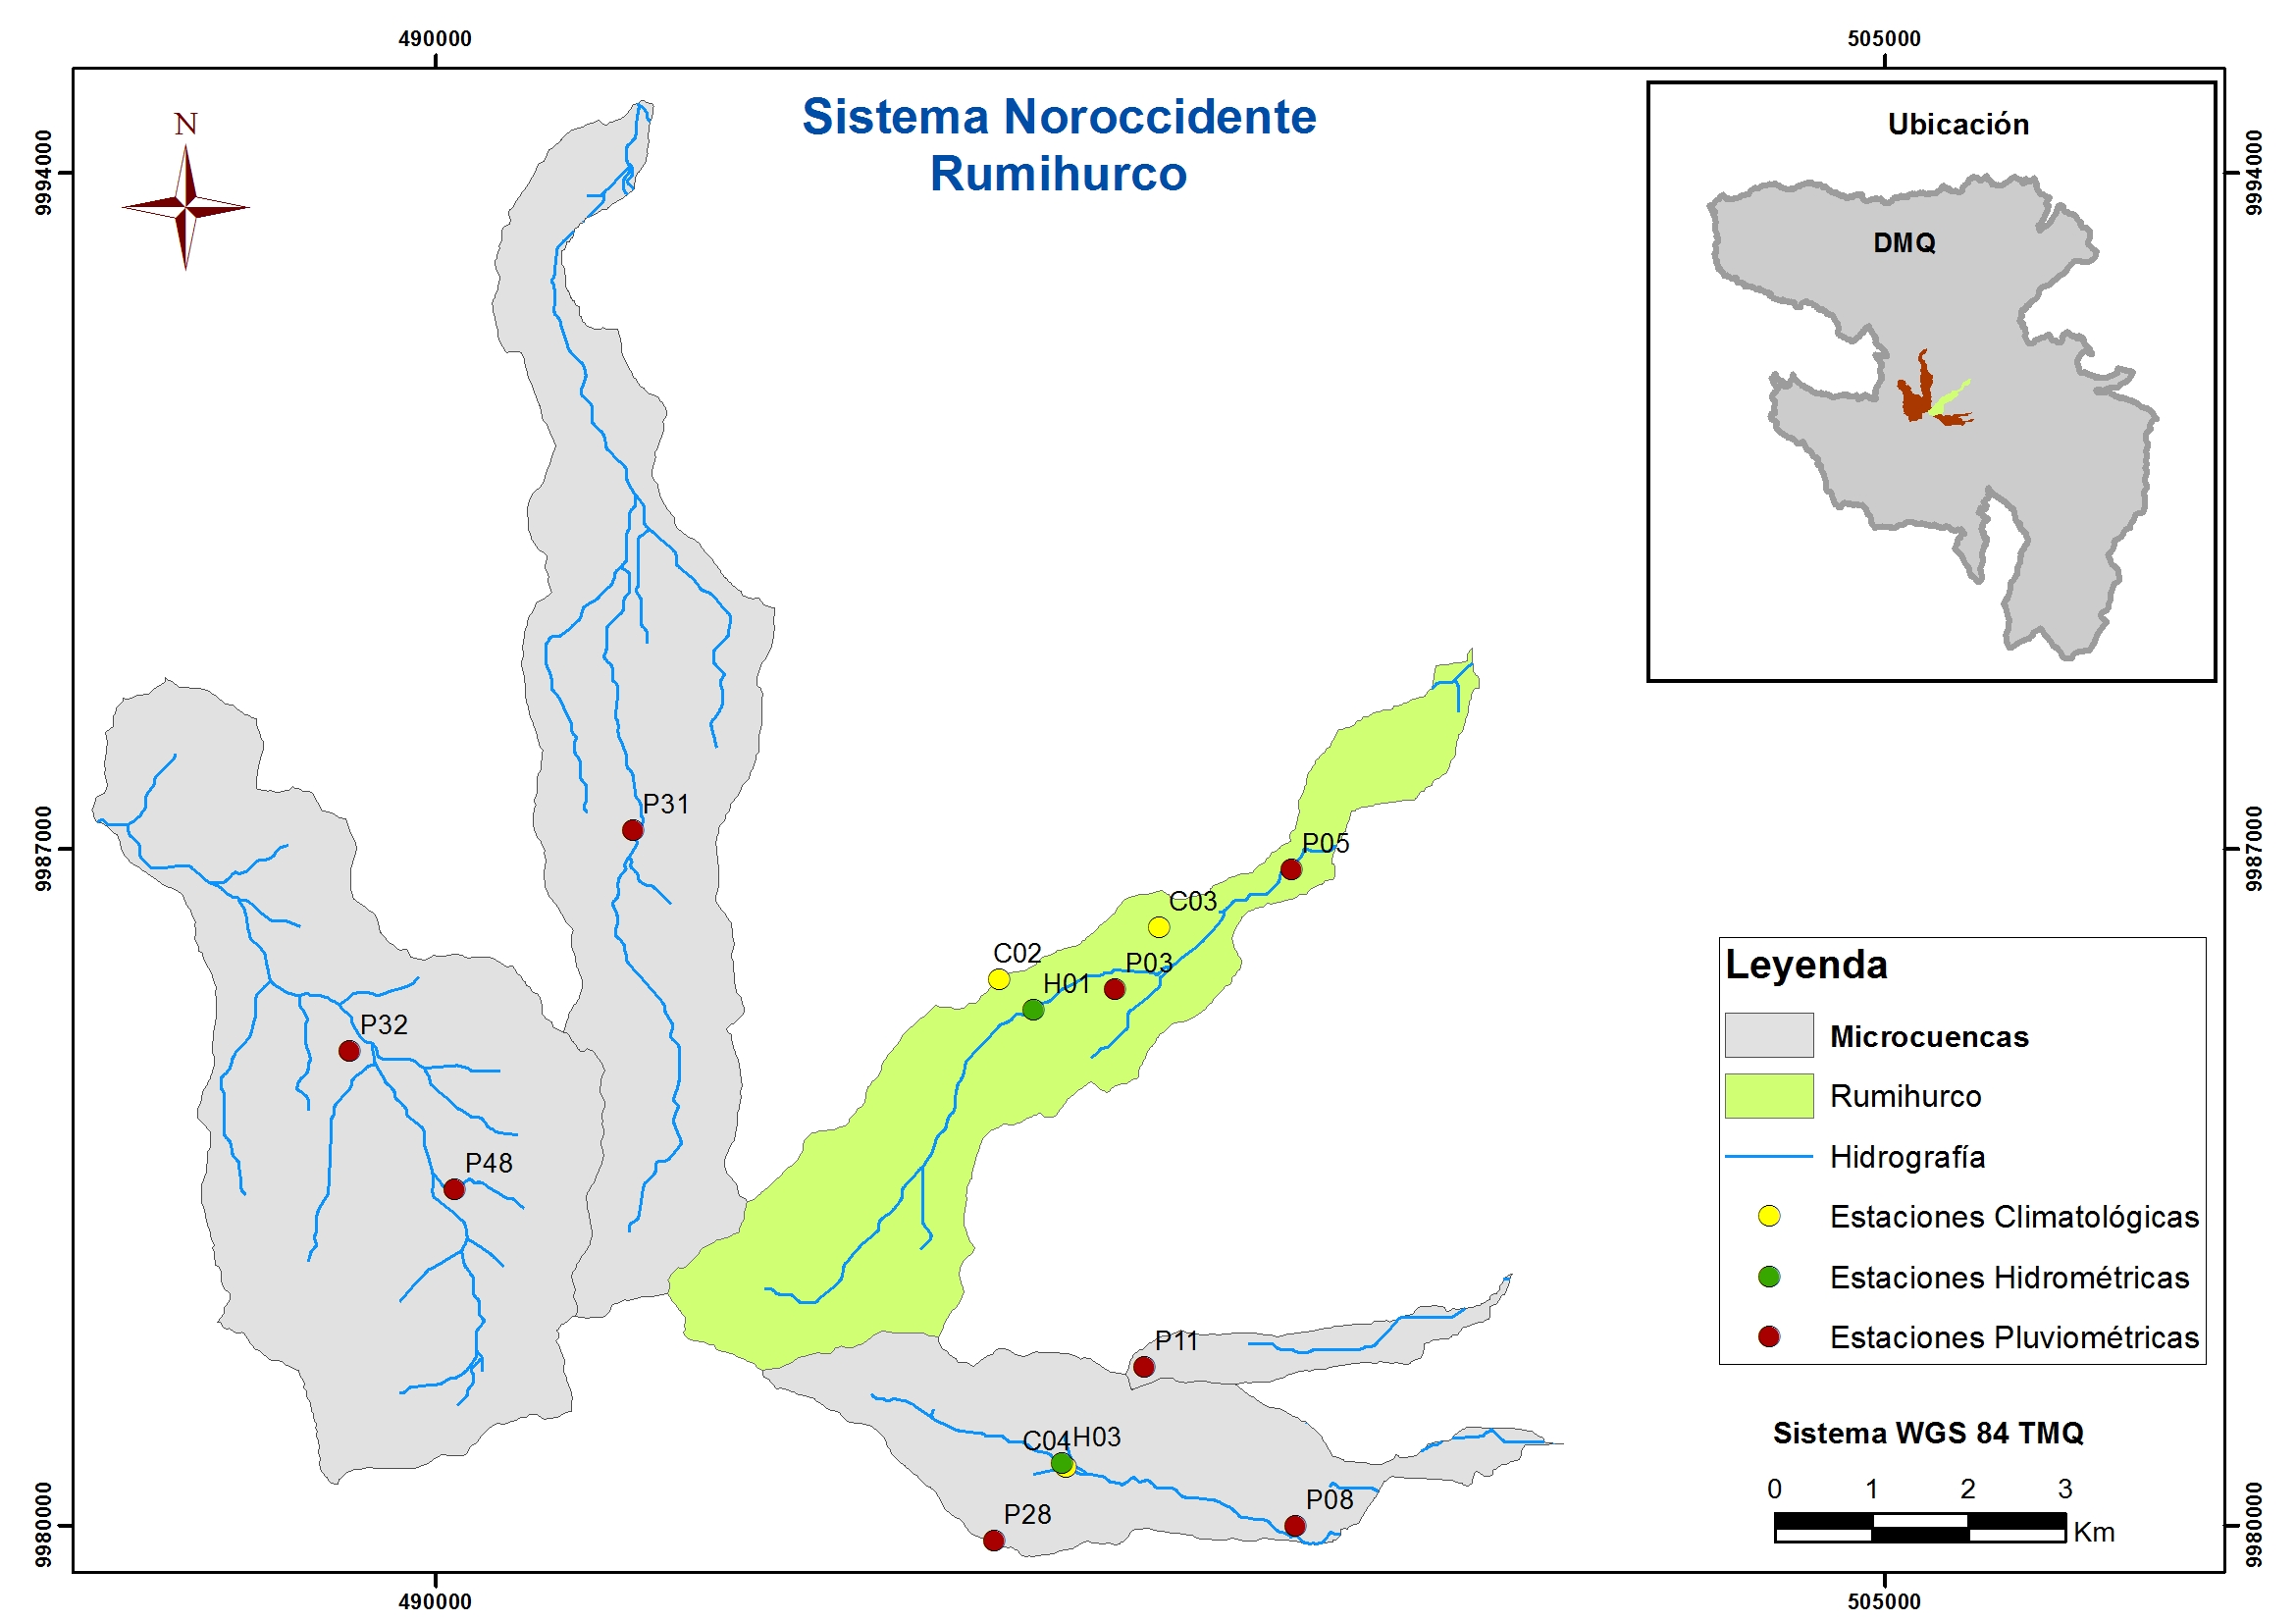 490000
505000
Sistema Noroccidente
Rumihurco
N
Ubicación
DMQ
9994000
9994000
P31
P05
9987000
9987000
C03
C02
P03
H01
P32
P48
Leyenda
Microcuencas
Rumihurco
Hidrografía
Estaciones Climatológicas
Estaciones Hidrométricas
Estaciones Pluviométricas
P11
C04
H03
P28
P08
Sistema WGS 84 TMQ
0 1 2 3
Km
9980000
9980000
490000
505000